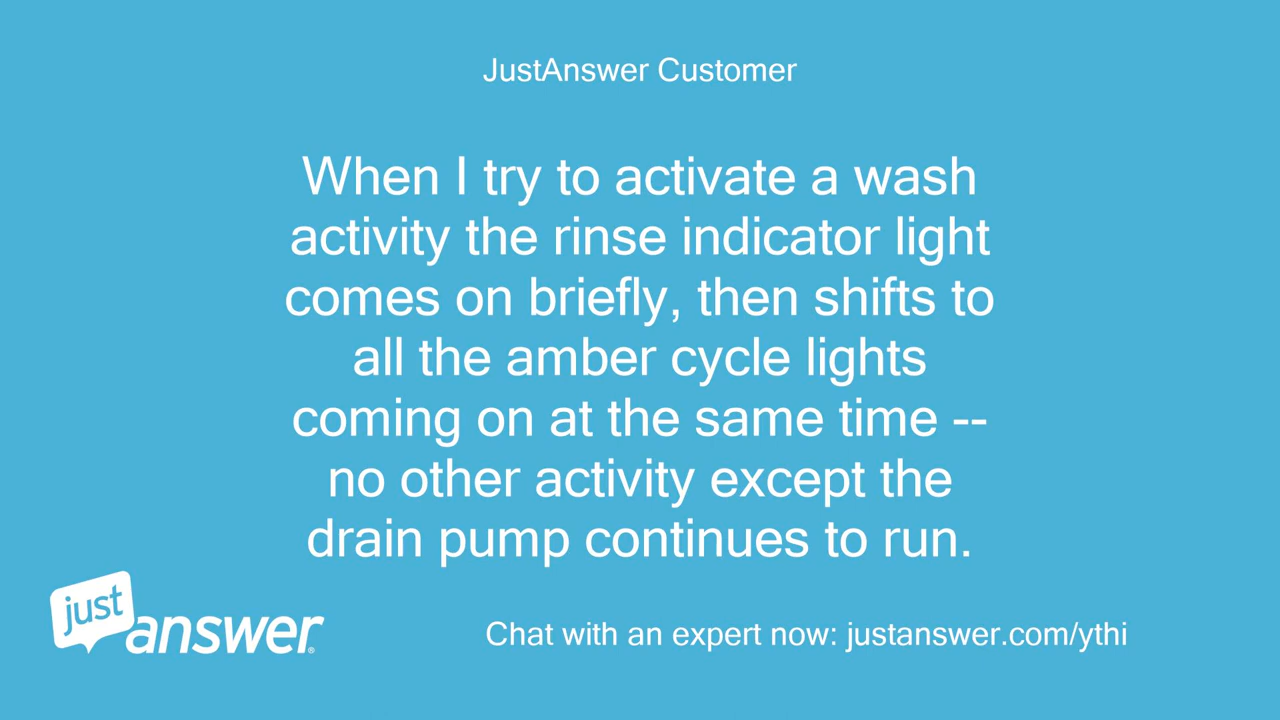 JustAnswer Customer
When I try to activate a wash
activity the rinse indicator light
comes on briefly, then shifts to
all the amber cycle lights
coming on at the same time --
no other activity except the
drain pump continues to run.
just
answer®
Chat with an expert now: justanswer.com/ythi